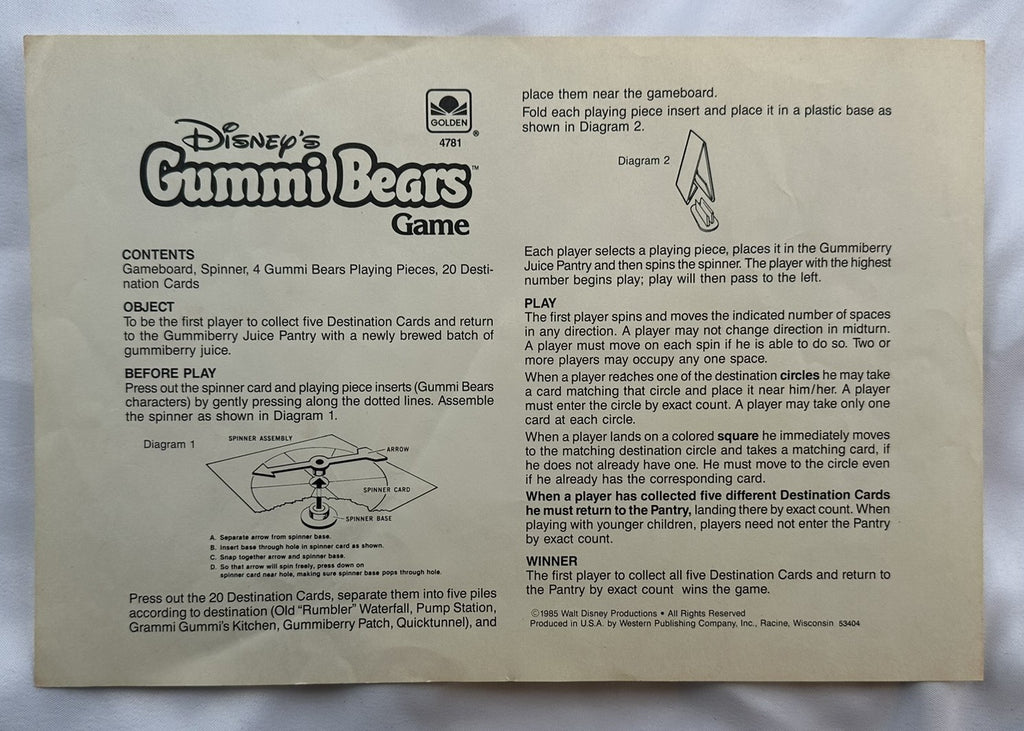 GOLDEN
®
4781
Disney's
Gummi Bears™
Game
CONTENTS
Gameboard, Spinner, 4 Gummi Bears Playing Pieces, 20 Desti-
nation Cards
OBJECT
To be the first player to collect five Destination Cards and return
to the Gummiberry Juice Pantry with a newly brewed batch of
gummiberry juice.
BEFORE PLAY
Press out the spinner card and playing piece inserts (Gummi Bears
characters) by gently pressing along the dotted lines. Assemble
the spinner as shown in Diagram 1.
Diagram 1
SPINNER ASSEMBLY
ARROW
SPINNER CARD
SPINNER BASE
A. Separate arrow from spinner base.
B. Insert base through hole in spinner card as shown.
C. Snap together arrow and spinner base.
D. So that arrow will spin freely, press down on
spinner card near hole, making sure spinner base pops through hole.
Press out the 20 Destination Cards, separate them into five piles
according to destination (Old "Rumbler" Waterfall, Pump Station,
Grammi Gummi's Kitchen, Gummiberry Patch, Quicktunnel), and
place them near the gameboard.
Fold each playing piece insert and place it in a plastic base as
shown in Diagram 2.
Diagram 2
Each player selects a playing piece, places it in the Gummiberry
Juice Pantry and then spins the spinner. The player with the highest
number begins play; play will then pass to the left.
PLAY
The first player spins and moves the indicated number of spaces
in any direction. A player may not change direction in midturn.
A player must move on each spin if he is able to do so. Two or
more players may occupy any one space.
When a player reaches one of the destination circles he may take
a card matching that circle and place it near him/her. A player
must enter the circle by exact count. A player may take only one
card at each circle.
When a player lands on a colored square he immediately moves
to the matching destination circle and takes a matching card, if
he does not already have one. He must move to the circle even
if he already has the corresponding card.
When a player has collected five different Destination Cards
he must return to the Pantry, landing there by exact count. When
playing with younger children, players need not enter the Pantry
by exact count.
WINNER
The first player to collect all five Destination Cards and return to
the Pantry by exact count wins the game.
©1985 Walt Disney Productions • All Rights Reserved
Produced in U.S.A. by Western Publishing Company, Inc., Racine, Wisconsin 53404